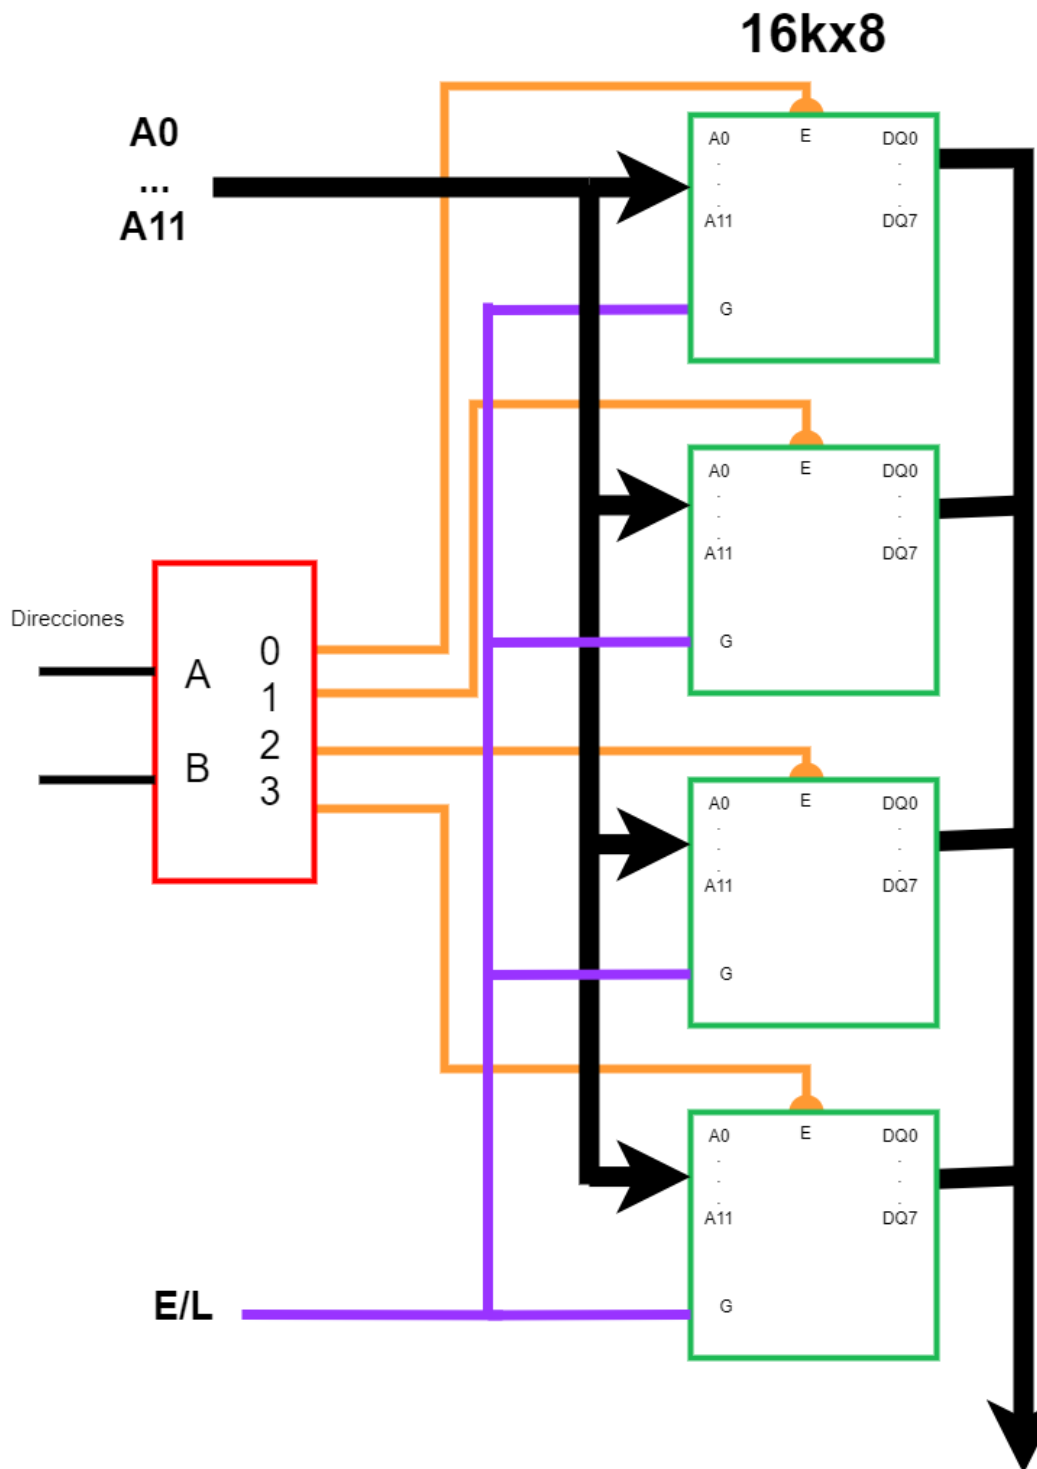 16kx8
A0
...
A11
A0 E DQ0
. .
. .
. .
A11 DQ7
G
A0 E DQ0
. .
. .
. .
A11 DQ7
G
Direcciones
A 0
1
B 2
3
A0 E DQ0
. .
. .
. .
A11 DQ7
G
A0 E DQ0
. .
. .
. .
A11 DQ7
G
E/L